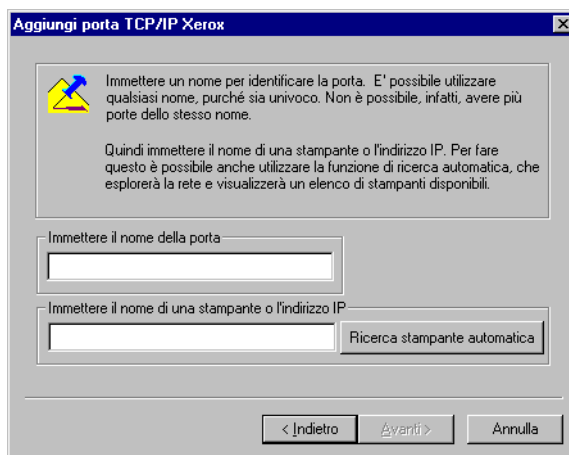 Aggiungi porta TCP/IP Xerox
Immettere un nome per identificare la porta. E' possibile utilizzare
qualsiasi nome, purché sia univoco. Non è possibile, infatti, avere più
porte dello stesso nome.
Quindi immettere il nome di una stampante o l'indirizzo IP. Per fare
questo è possibile anche utilizzare la funzione di ricerca automatica, che
esplorerà la rete e visualizzerà un elenco di stampanti disponibili.
Immettere il nome della porta
Immettere il nome di una stampante o l'indirizzo IP
Ricerca stampante automatica
< Indietro
Avanti >
Annulla